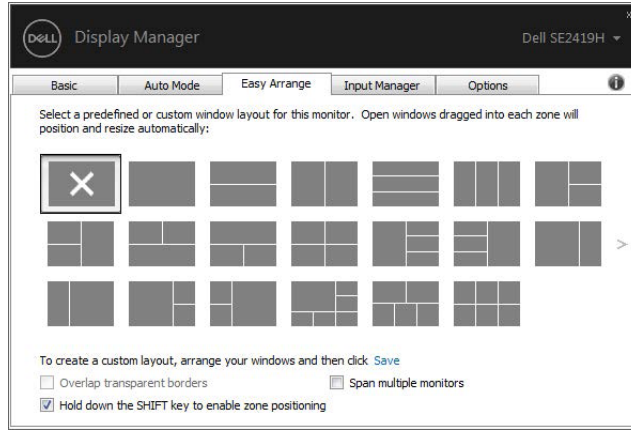 DELL Display Manager
Dell SE2419H
Basic
Auto Mode
Easy Arrange
Input Manager
Options
Select a predefined or custom window layout for this monitor. Open windows dragged into each zone will
position and resize automatically:
To create a custom layout, arrange your windows and then click Save
Overlap transparent borders
Span multiple monitors
Hold down the SHIFT key to enable zone positioning